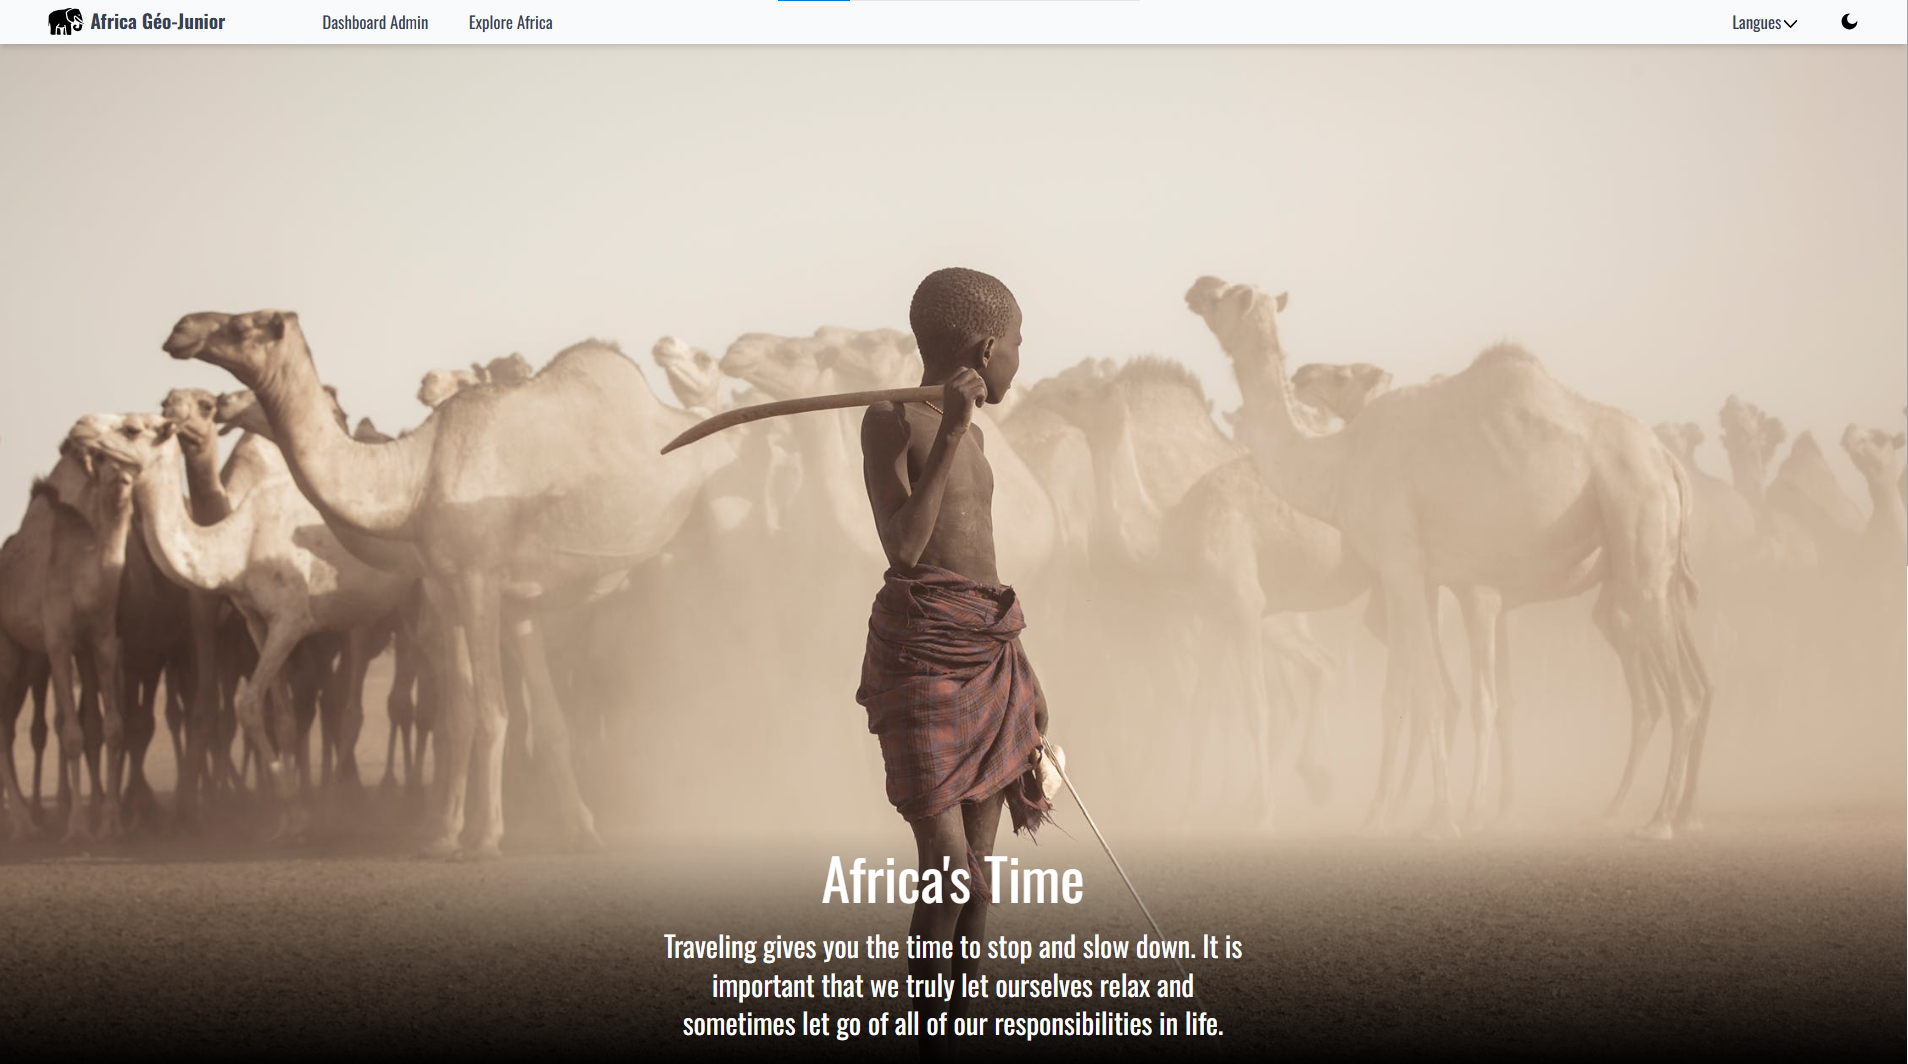 Africa Géo-Junior
Dashboard Admin
Explore Africa
Langues
Africa's Time
Traveling gives you the time to stop and slow down. It is
important that we truly let ourselves relax and
sometimes let go of all of our responsibilities in life.